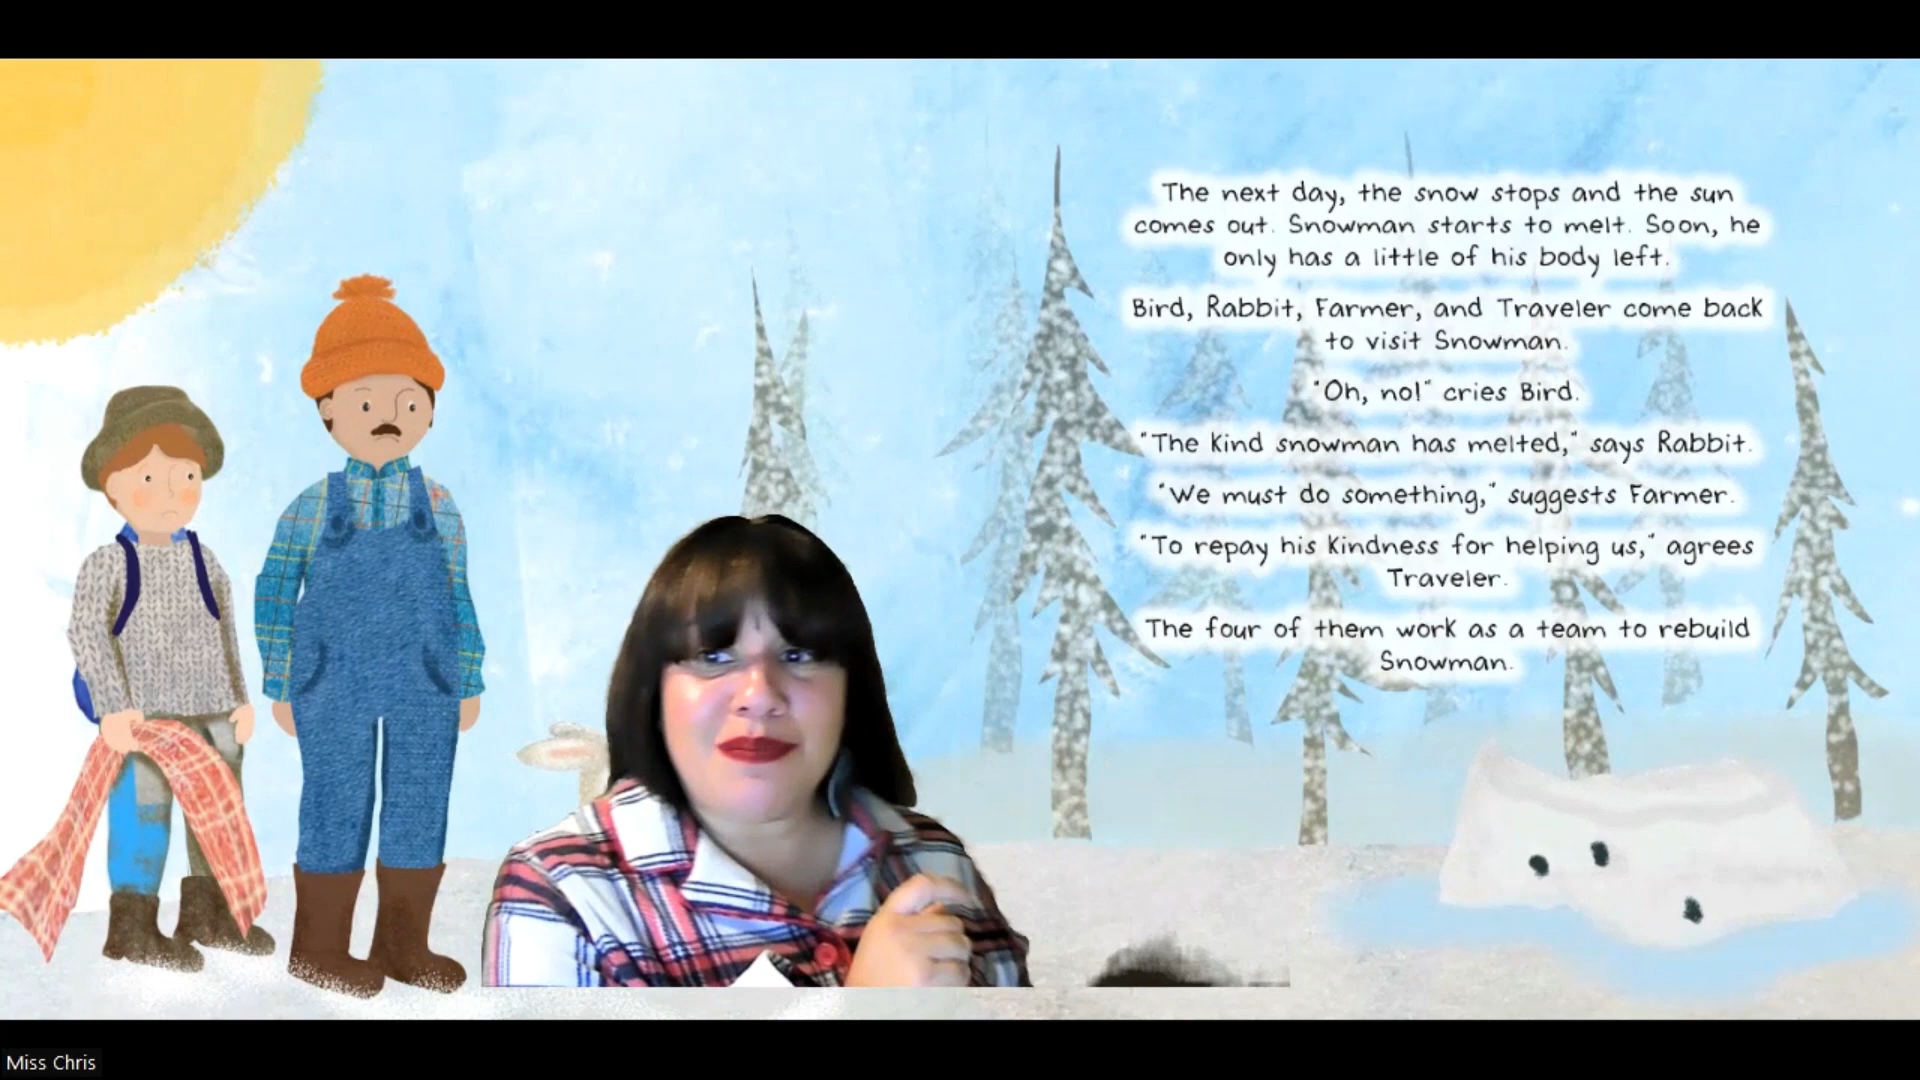 The next day, the snow stops and the sun
comes out. Snowman starts to melt. Soon, he
only has a little of his body left.
Bird, Rabbit, Farmer, and Traveler come back
to visit Snowman.
"Oh, no!" cries Bird.
"The kind snowman has melted," says Rabbit.
"We must do something," suggests Farmer.
"To repay his kindness for helping us," agrees
Traveler.
The four of them work as a team to rebuild
Snowman.
Miss Chris